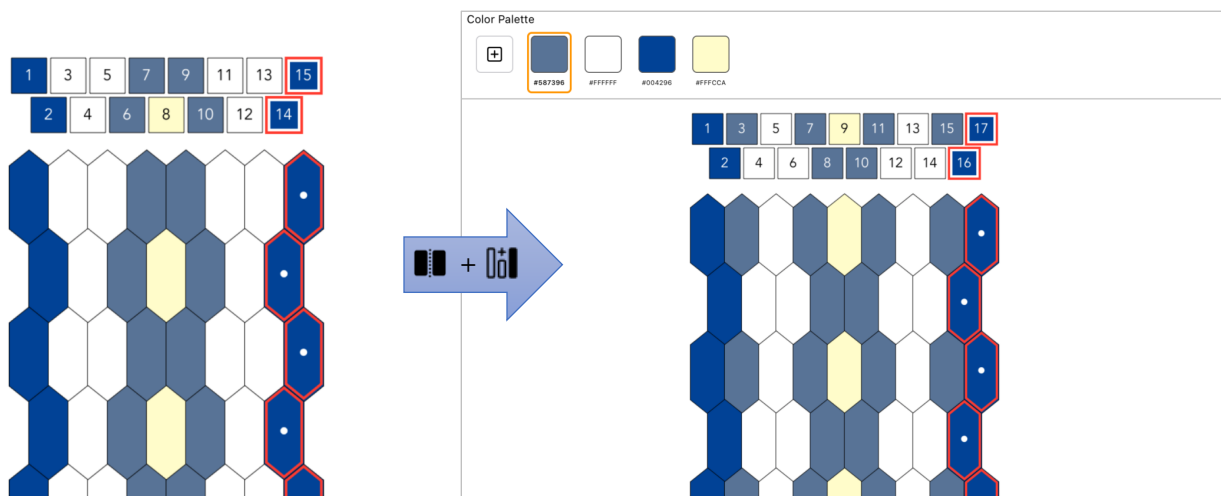 Color Palette
#587396 #FFFFFF #004296 #FFFCCA
1 3 5 7 9 11 13 15
2 4 6 8 10 12 14
+
1 3 5 7 9 11 13 15 17
2 4 6 8 10 12 14 16